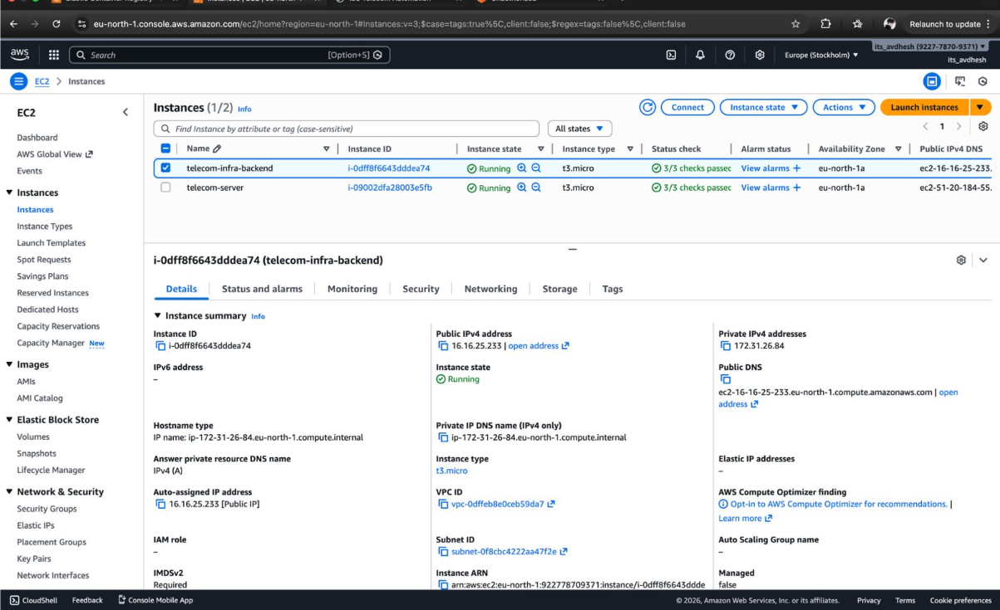 eu-north-1.console.aws.amazon.com/ec2/home?region=eu-north-1#Instances:v=3;$case=tags:true%5C,client:false;$regex=tags:false%5C,client:false
Relaunch to update
aws
Search
[Option+S]
Europe (Stockholm)
its_avdhesh (9227-7870-9371)
its_avdhesh
EC2 > Instances
EC2
Dashboard
AWS Global View
Events
Instances
Instances
Instance Types
Launch Templates
Spot Requests
Savings Plans
Reserved Instances
Dedicated Hosts
Capacity Reservations
Capacity Manager New
Images
AMIs
AMI Catalog
Elastic Block Store
Volumes
Snapshots
Lifecycle Manager
Network & Security
Security Groups
Elastic IPs
Placement Groups
Key Pairs
Network Interfaces
Instances (1/2) Info
Connect
Instance state
Actions
Launch instances
Find Instance by attribute or tag (case-sensitive)
All states
1
Name Instance ID Instance state Instance type Status check Alarm status Availability Zone Public IPv4 DNS
telecom-infra-backend i-0dff8f6643dddea74 Running t3.micro 3/3 checks passec View alarms + eu-north-1a ec2-16-16-25-233.
telecom-server i-09002dfa28003e5fb Running t3.micro 3/3 checks passec View alarms + eu-north-1a ec2-51-20-184-55.
i-0dff8f6643dddea74 (telecom-infra-backend)
Details Status and alarms Monitoring Security Networking Storage Tags
Instance summary Info
Instance ID
i-0dff8f6643dddea74
Public IPv4 address
16.16.25.233 | open address
Private IPv4 addresses
172.31.26.84
IPv6 address
–
Instance state
Running
Public DNS
ec2-16-16-25-233.eu-north-1.compute.amazonaws.com | open
address
Hostname type
IP name: ip-172-31-26-84.eu-north-1.compute.internal
Private IP DNS name (IPv4 only)
ip-172-31-26-84.eu-north-1.compute.internal
Answer private resource DNS name
IPv4 (A)
Instance type
t3.micro
Elastic IP addresses
–
Auto-assigned IP address
16.16.25.233 [Public IP]
VPC ID
vpc-0dffeb8e0ceb59da7
AWS Compute Optimizer finding
Opt-in to AWS Compute Optimizer for recommendations. |
Learn more
IAM role
–
Subnet ID
subnet-0f8cbc4222aa47f2e
Auto Scaling Group name
–
IMDSv2
Required
Instance ARN
arn:aws:ec2:eu-north-1:922778709371:instance/i-0dff8f6643ddde
Managed
false
CloudShell Feedback Console Mobile App
© 2026, Amazon Web Services, Inc. or its affiliates. Privacy Terms Cookie preferences